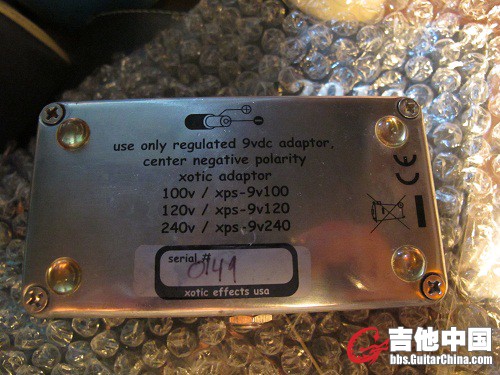 use only regulated 9vdc adaptor,
center negative polarity
xotic adaptor
100v / xps-9v100
120v / xps-9v120
240v / xps-9v240
CE
serial #
0149
xotic effects usa
吉他中国
bbs.GuitarChina.com